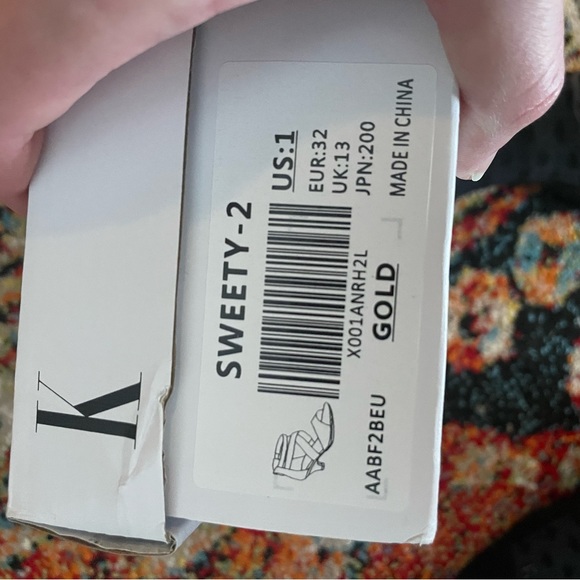 K
SWEETY-2
US:1
EUR:32
UK:13
JPN:200
X001ANRH2L
GOLD
MADE IN CHINA
AABF2BEU